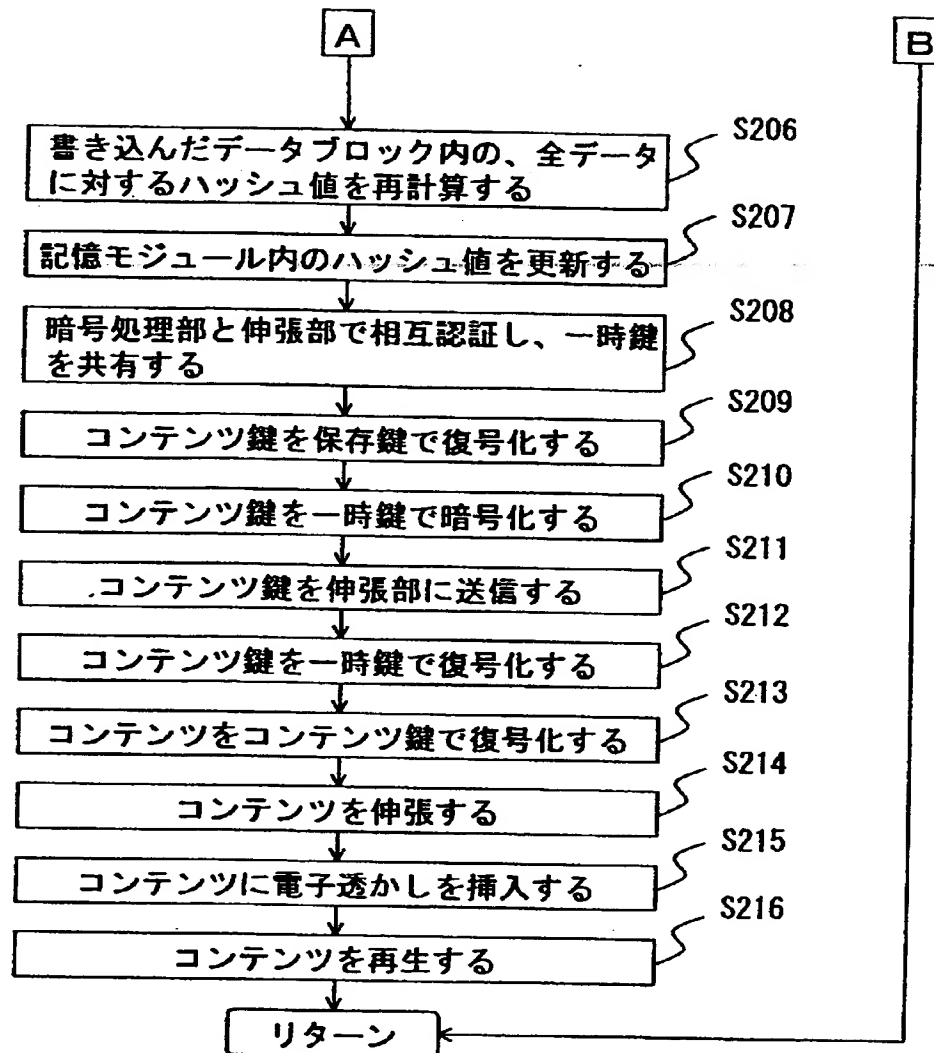 A
B
S206
書き込んだデータブロック内の、全データ
に対するハッシュ値を再計算する
S207
記憶モジュール内のハッシュ値を更新する
S208
暗号処理部と伸張部で相互認証し、一時鍵
を共有する
S209
コンテンツ鍵を保存鍵で復号化する
S210
コンテンツ鍵を一時鍵で暗号化する
S211
コンテンツ鍵を伸張部に送信する
S212
コンテンツ鍵を一時鍵で復号化する
S213
コンテンツをコンテンツ鍵で復号化する
S214
コンテンツを伸張する
S215
コンテンツに電子透かしを挿入する
S216
コンテンツを再生する
リターン